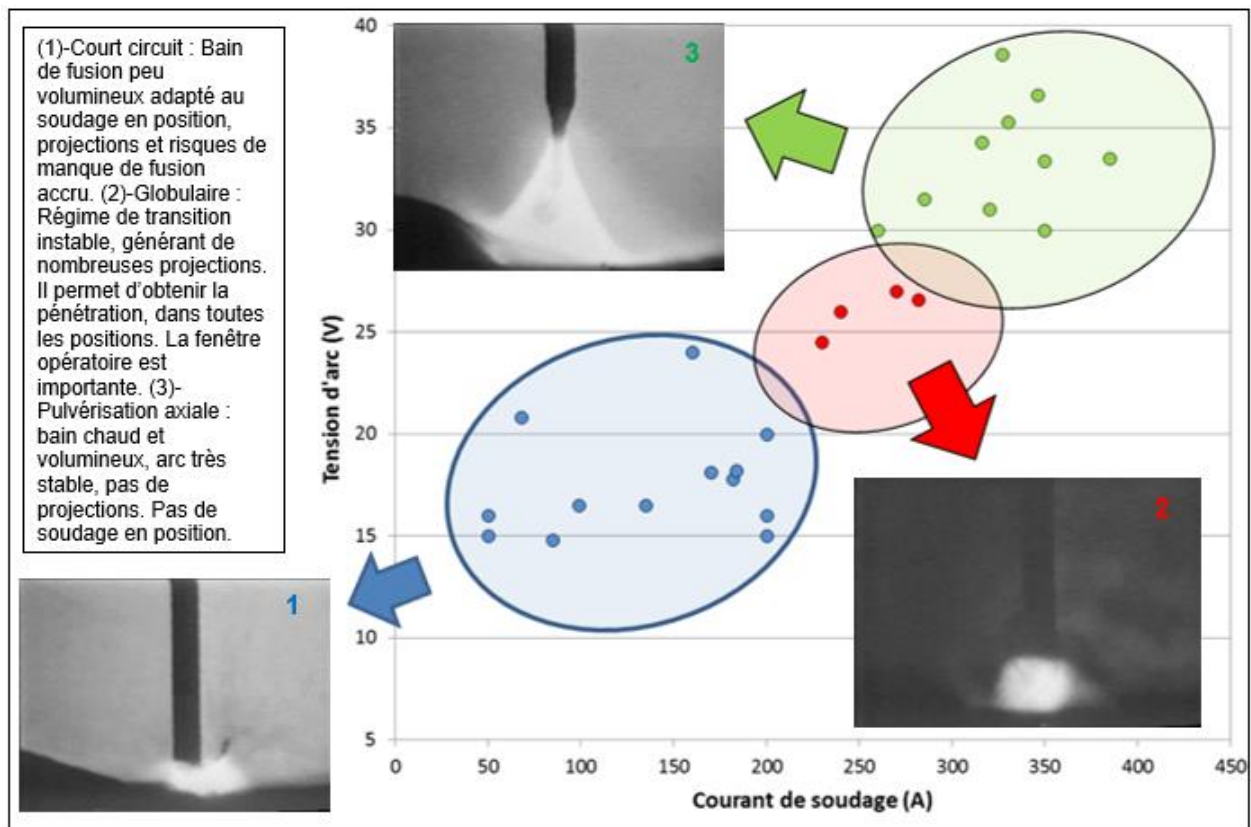 (1)-Court circuit : Bain
de fusion peu
volumineux adapté au
soudage en position,
projections et risques de
manque de fusion
accru. (2)-Globulaire :
Régime de transition
instable, générant de
nombreuses projections.
Il permet d'obtenir la
pénétration, dans toutes
les positions. La fenêtre
opératoire est
importante. (3)-
Pulvérisation axiale :
bain chaud et
volumineux, arc très
stable, pas de
projections. Pas de
soudage en position.
1
3
2
Tension d'arc (V)
40
35
30
25
20
15
10
5
0 50 100 150 200 250 300 350 400 450
Courant de soudage (A)